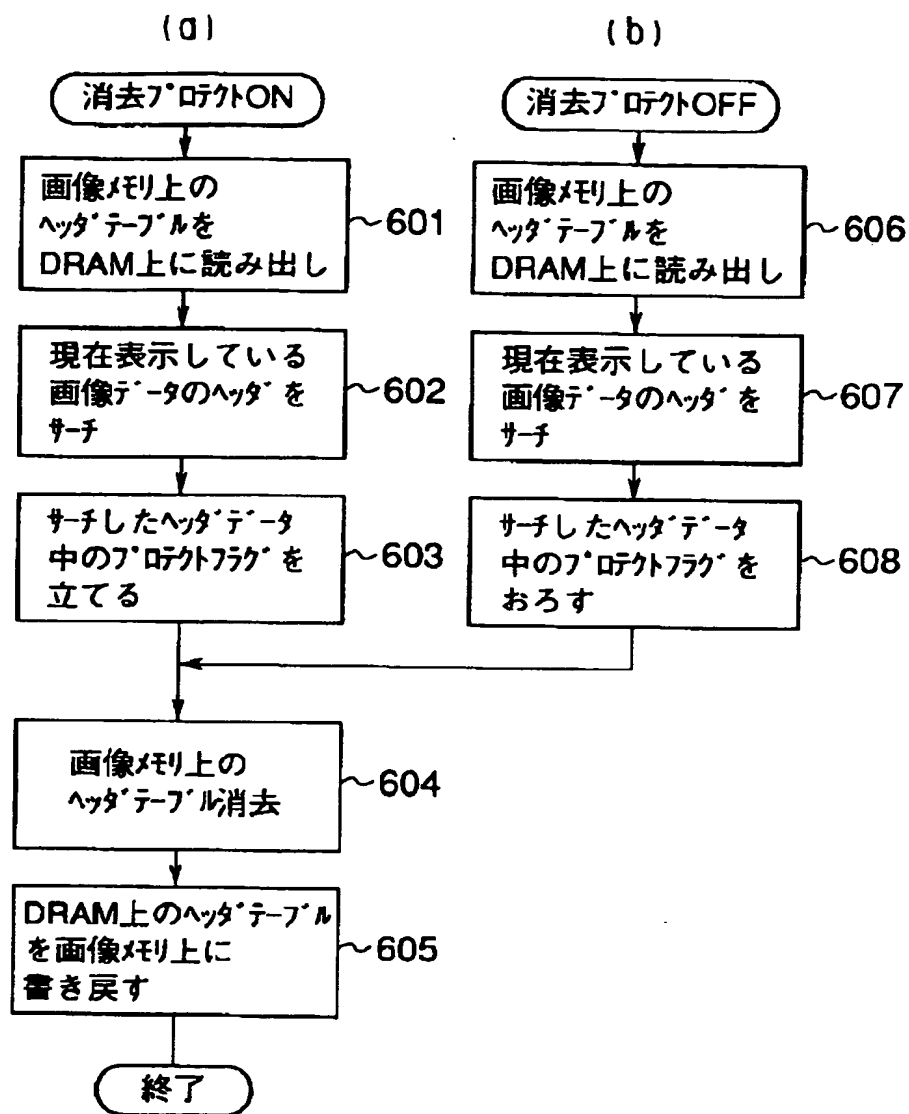 (a)
消去プロテクトON
画像メモリ上の
ヘッダテーブルを
DRAM上に読み出し
601
現在表示している
画像データのヘッダを
サーチ
602
サーチしたヘッダデータ
中のプロテクトフラグを
立てる
603
画像メモリ上の
ヘッダテーブル消去
604
DRAM上のヘッダテーブル
を画像メモリ上に
書き戻す
605
終了
(b)
消去プロテクトOFF
画像メモリ上の
ヘッダテーブルを
DRAM上に読み出し
606
現在表示している
画像データのヘッダを
サーチ
607
サーチしたヘッダデータ
中のプロテクトフラグを
おろす
608